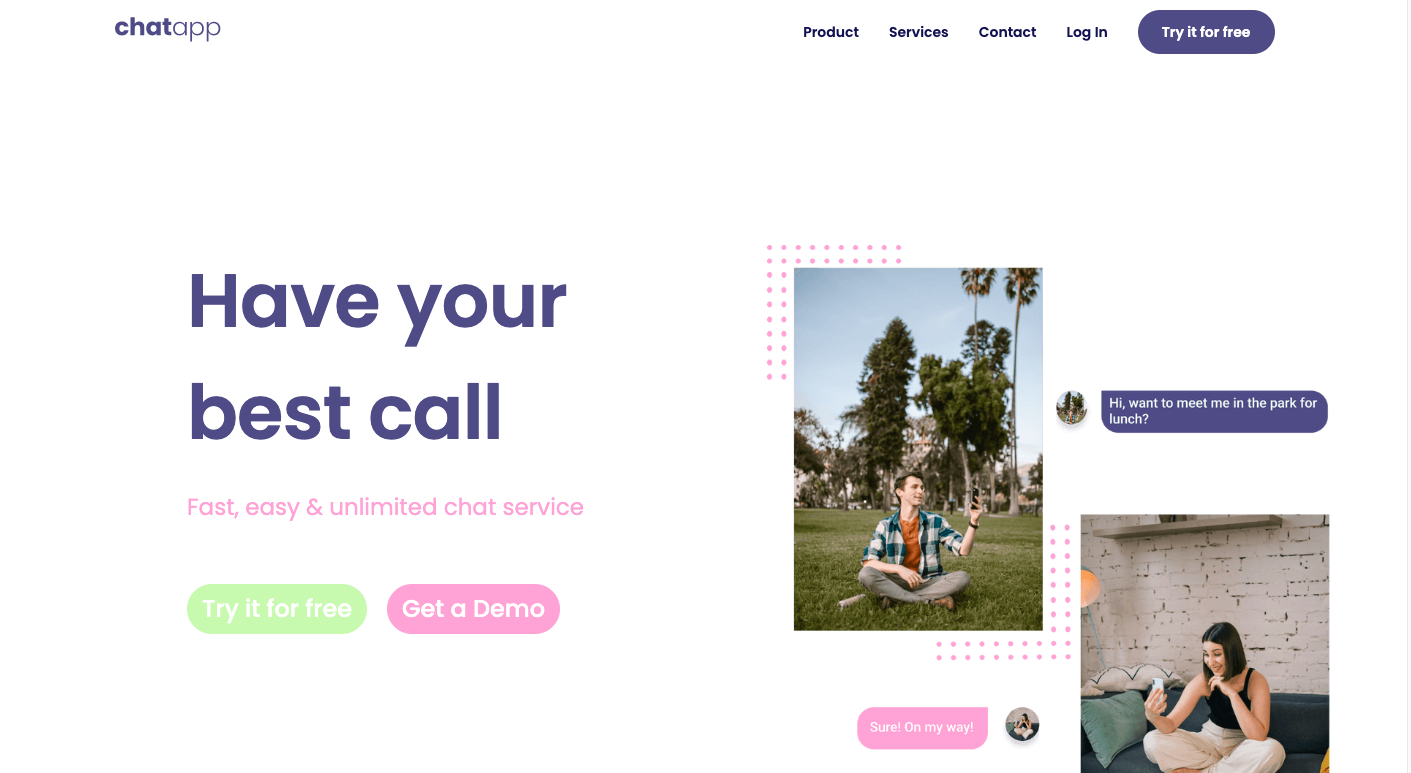 chatapp
Product Services Contact Log In Try it for free
Have your
best call
Fast, easy & unlimited chat service
Try it for free Get a Demo
Hi, want to meet me in the park for
lunch?
Sure! On my way!